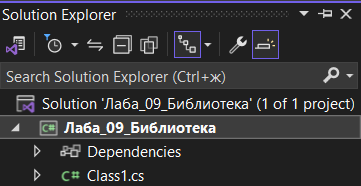 Solution Explorer
Search Solution Explorer (Ctrl+ж)
Solution 'Лаба_09_Библиотека' (1 of 1 project)
Лаба_09_Библиотека
Dependencies
C# Class1.cs